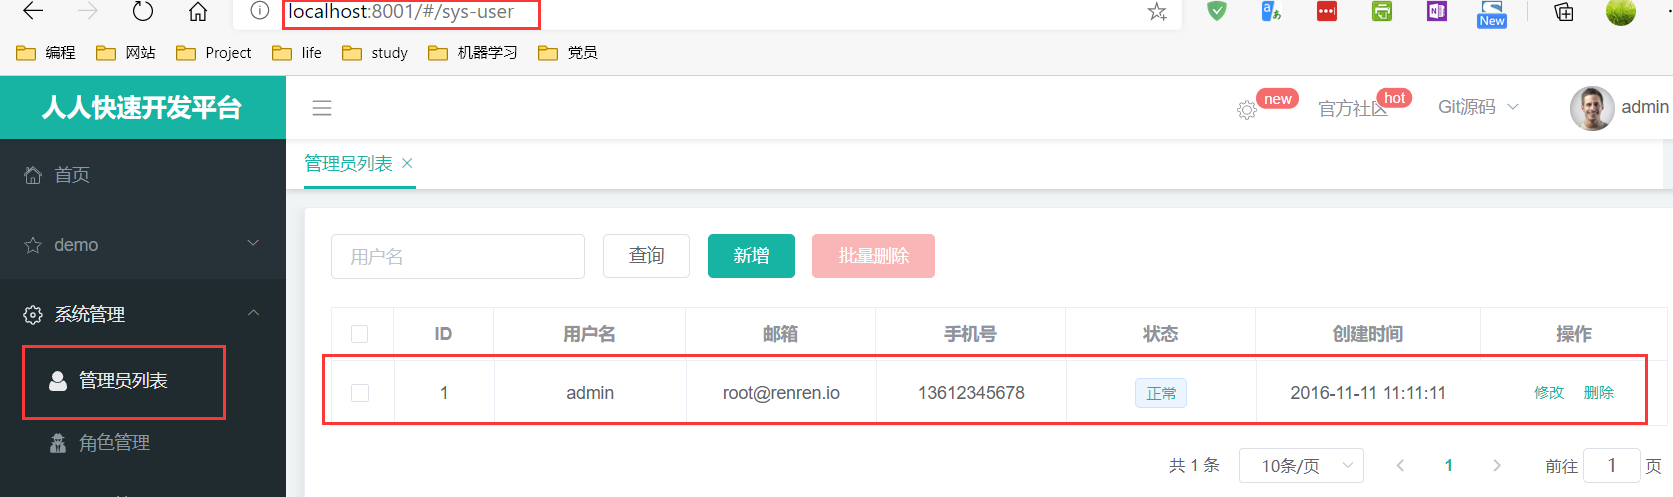 localhost:8001/#/sys-user
New
编程 网站 Project life study 机器学习 党员
人人快速开发平台 new 官方社区 hot Git源码 admin
管理员列表
首页
demo
用户名 查询 新增 批量删除
系统管理
ID 用户名 邮箱 手机号 状态 创建时间 操作
管理员列表
1 admin root@renren.io 13612345678 正常 2016-11-11 11:11:11 修改 删除
角色管理
共 1 条 10条/页 1 前往 1 页